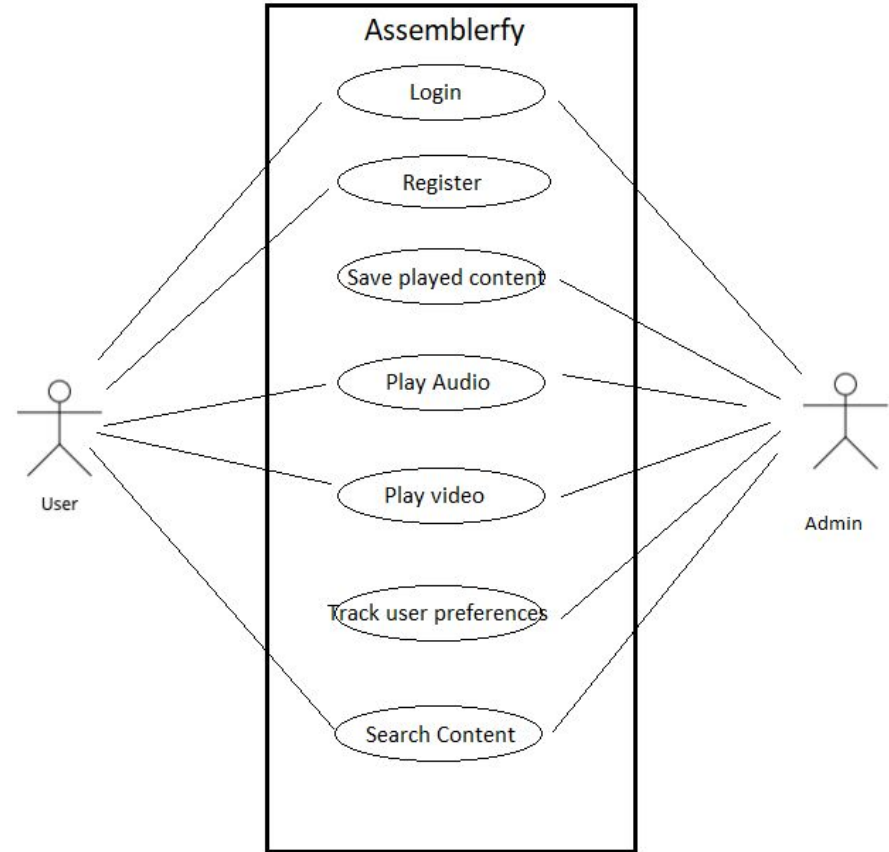 Assemblerfy
Login
Register
Save played content
Play Audio
Play video
Track user preferences
Search Content
User
Admin